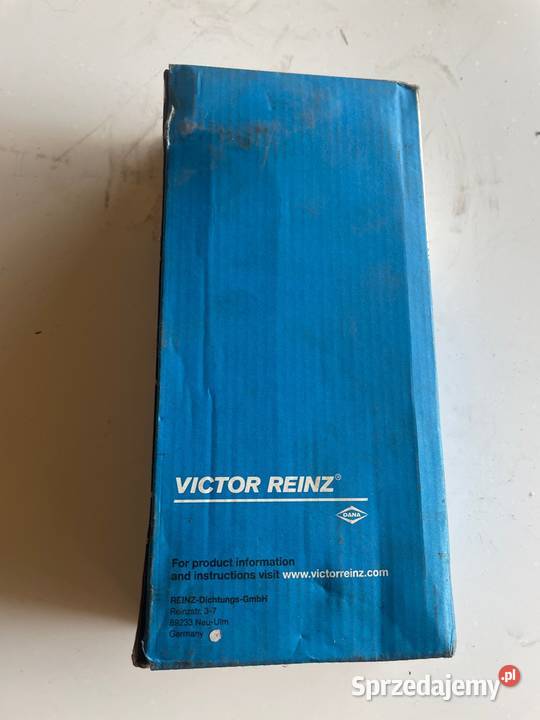 VICTOR REINZ®
DANA
For product information
and instructions visit www.victorreinz.com
REINZ-Dichtungs-GmbH
Reinzstr. 3-7
89233 Neu-Ulm
Germany
Sprzedajemy.pl